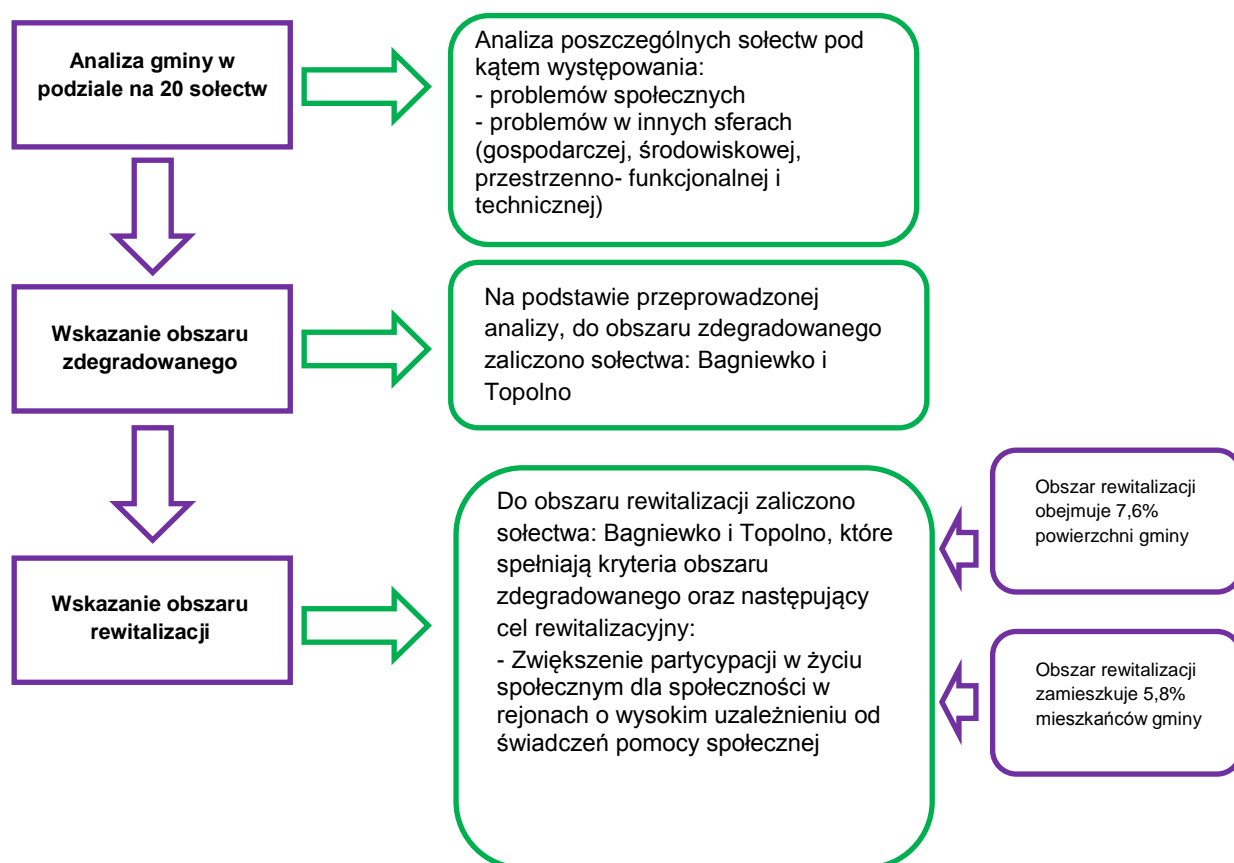 Analiza gminy w
podziale na 20 sołectw
Analiza poszczególnych sołectw pod
kątem występowania:
- problemów społecznych
- problemów w innych sferach
(gospodarczej, środowiskowej,
przestrzenno- funkcjonalnej i
technicznej)
Wskazanie obszaru
zdegradowanego
Na podstawie przeprowadzonej
analizy, do obszaru zdegradowanego
zaliczono sołectwa: Bagniewko i
Topolno
Wskazanie obszaru
rewitalizacji
Do obszaru rewitalizacji zaliczono
sołectwa: Bagniewko i Topolno, które
spełniają kryteria obszaru
zdegradowanego oraz następujący
cel rewitalizacyjny:
- Zwiększenie partycypacji w życiu
społecznym dla społeczności w
rejonach o wysokim uzależnieniu od
świadczeń pomocy społecznej
Obszar rewitalizacji
obejmuje 7,6%
powierzchni gminy
Obszar rewitalizacji
zamieszkuje 5,8%
mieszkańców gminy